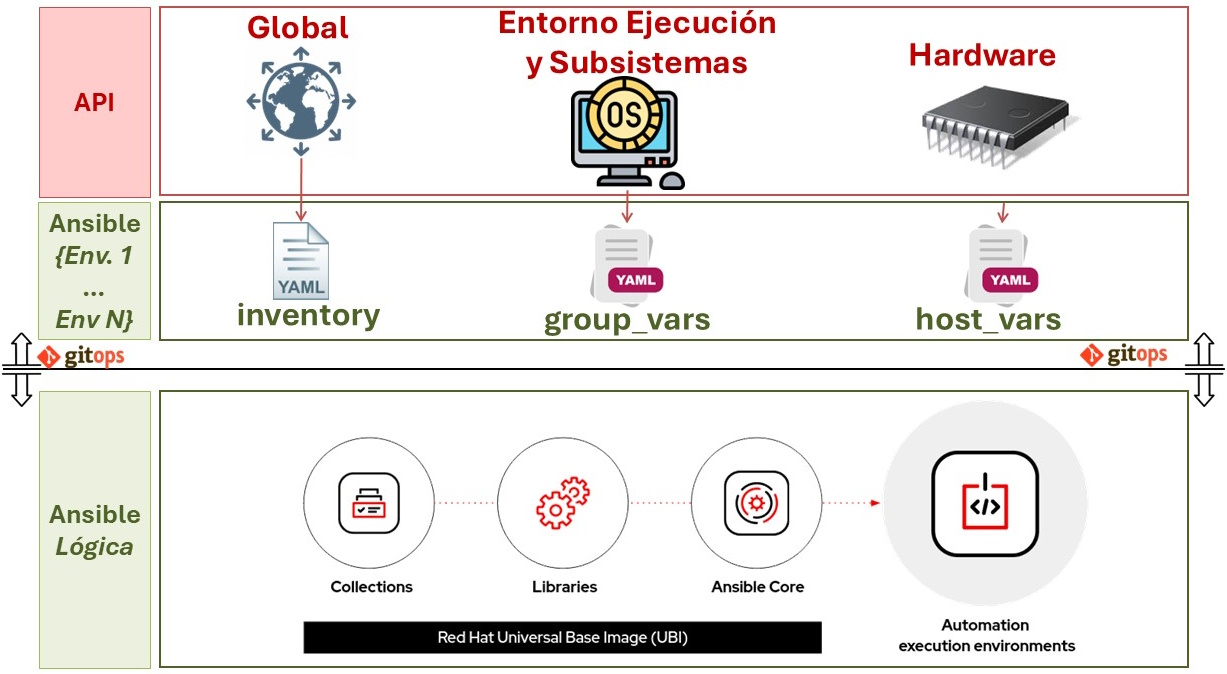 Global
Entorno Ejecución
y Subsistemas
Hardware
API
OS
Ansible
{Env. 1
...
Env N}
YAML
YAML
YAML
inventory
group_vars
host_vars
gitops
gitops
Ansible
Lógica
Collections
Libraries
Ansible Core
</>
Automation
execution environments
Red Hat Universal Base Image (UBI)